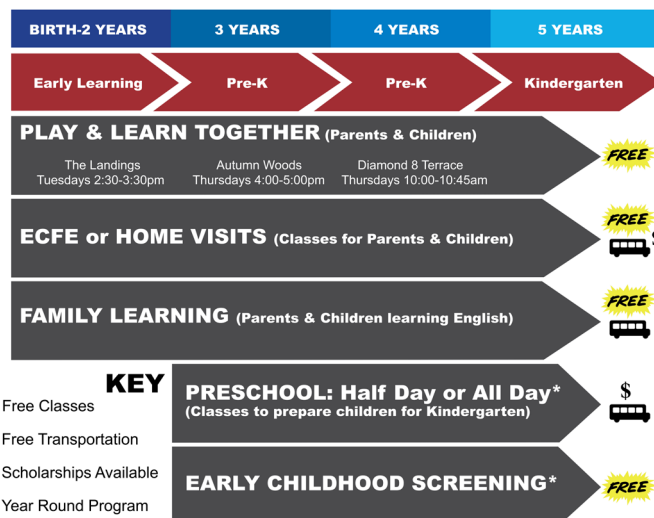 BIRTH-2 YEARS 3 YEARS 4 YEARS 5 YEARS
Early Learning Pre-K Pre-K Kindergarten
PLAY & LEARN TOGETHER (Parents & Children)
The Landings Autumn Woods Diamond 8 Terrace
Tuesdays 2:30-3:30pm Thursdays 4:00-5:00pm Thursdays 10:00-10:45am
FREE
ECFE or HOME VISITS (Classes for Parents & Children)
FREE
$
FAMILY LEARNING (Parents & Children learning English)
FREE
KEY
Free Classes
Free Transportation
Scholarships Available
Year Round Program
PRESCHOOL: Half Day or All Day*
(Classes to prepare children for Kindergarten)
$
EARLY CHILDHOOD SCREENING*
FREE